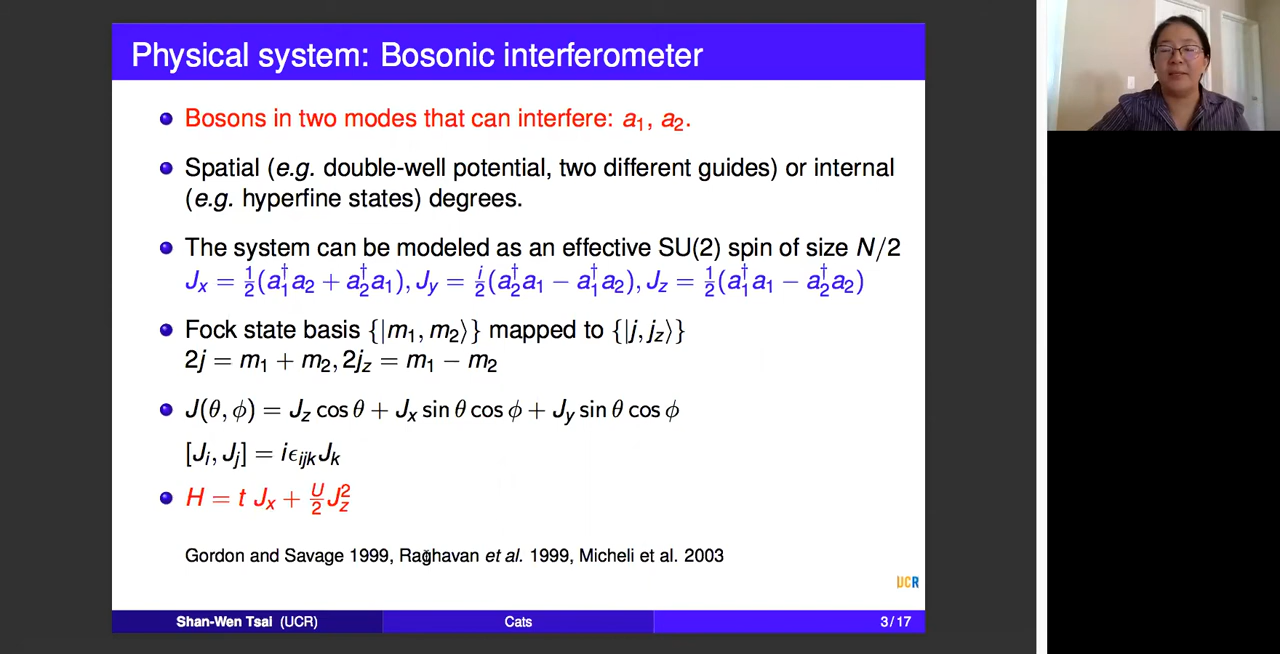 Physical system: Bosonic interferometer
Bosons in two modes that can interfere: a₁, a₂.
Spatial (e.g. double-well potential, two different guides) or internal
(e.g. hyperfine states) degrees.
The system can be modeled as an effective SU(2) spin of size N/2
Jₓ = ½(a₁†a₂ + a₂†a₁), J_y = i/2(a₂†a₁ − a₁†a₂), J_z = ½(a₁†a₁ − a₂†a₂)
Fock state basis {|m₁, m₂⟩} mapped to {|j, j_z⟩}
2j = m₁ + m₂, 2j_z = m₁ − m₂
J(θ, ϕ) = J_z cos θ + Jₓ sin θ cos ϕ + J_y sin θ cos ϕ
[J_i, J_j] = iϵ_ijk J_k
H = t Jₓ + U/2 J_z²
Gordon and Savage 1999, Raghavan et al. 1999, Micheli et al. 2003
UCR
Shan-Wen Tsai (UCR) Cats 3/17